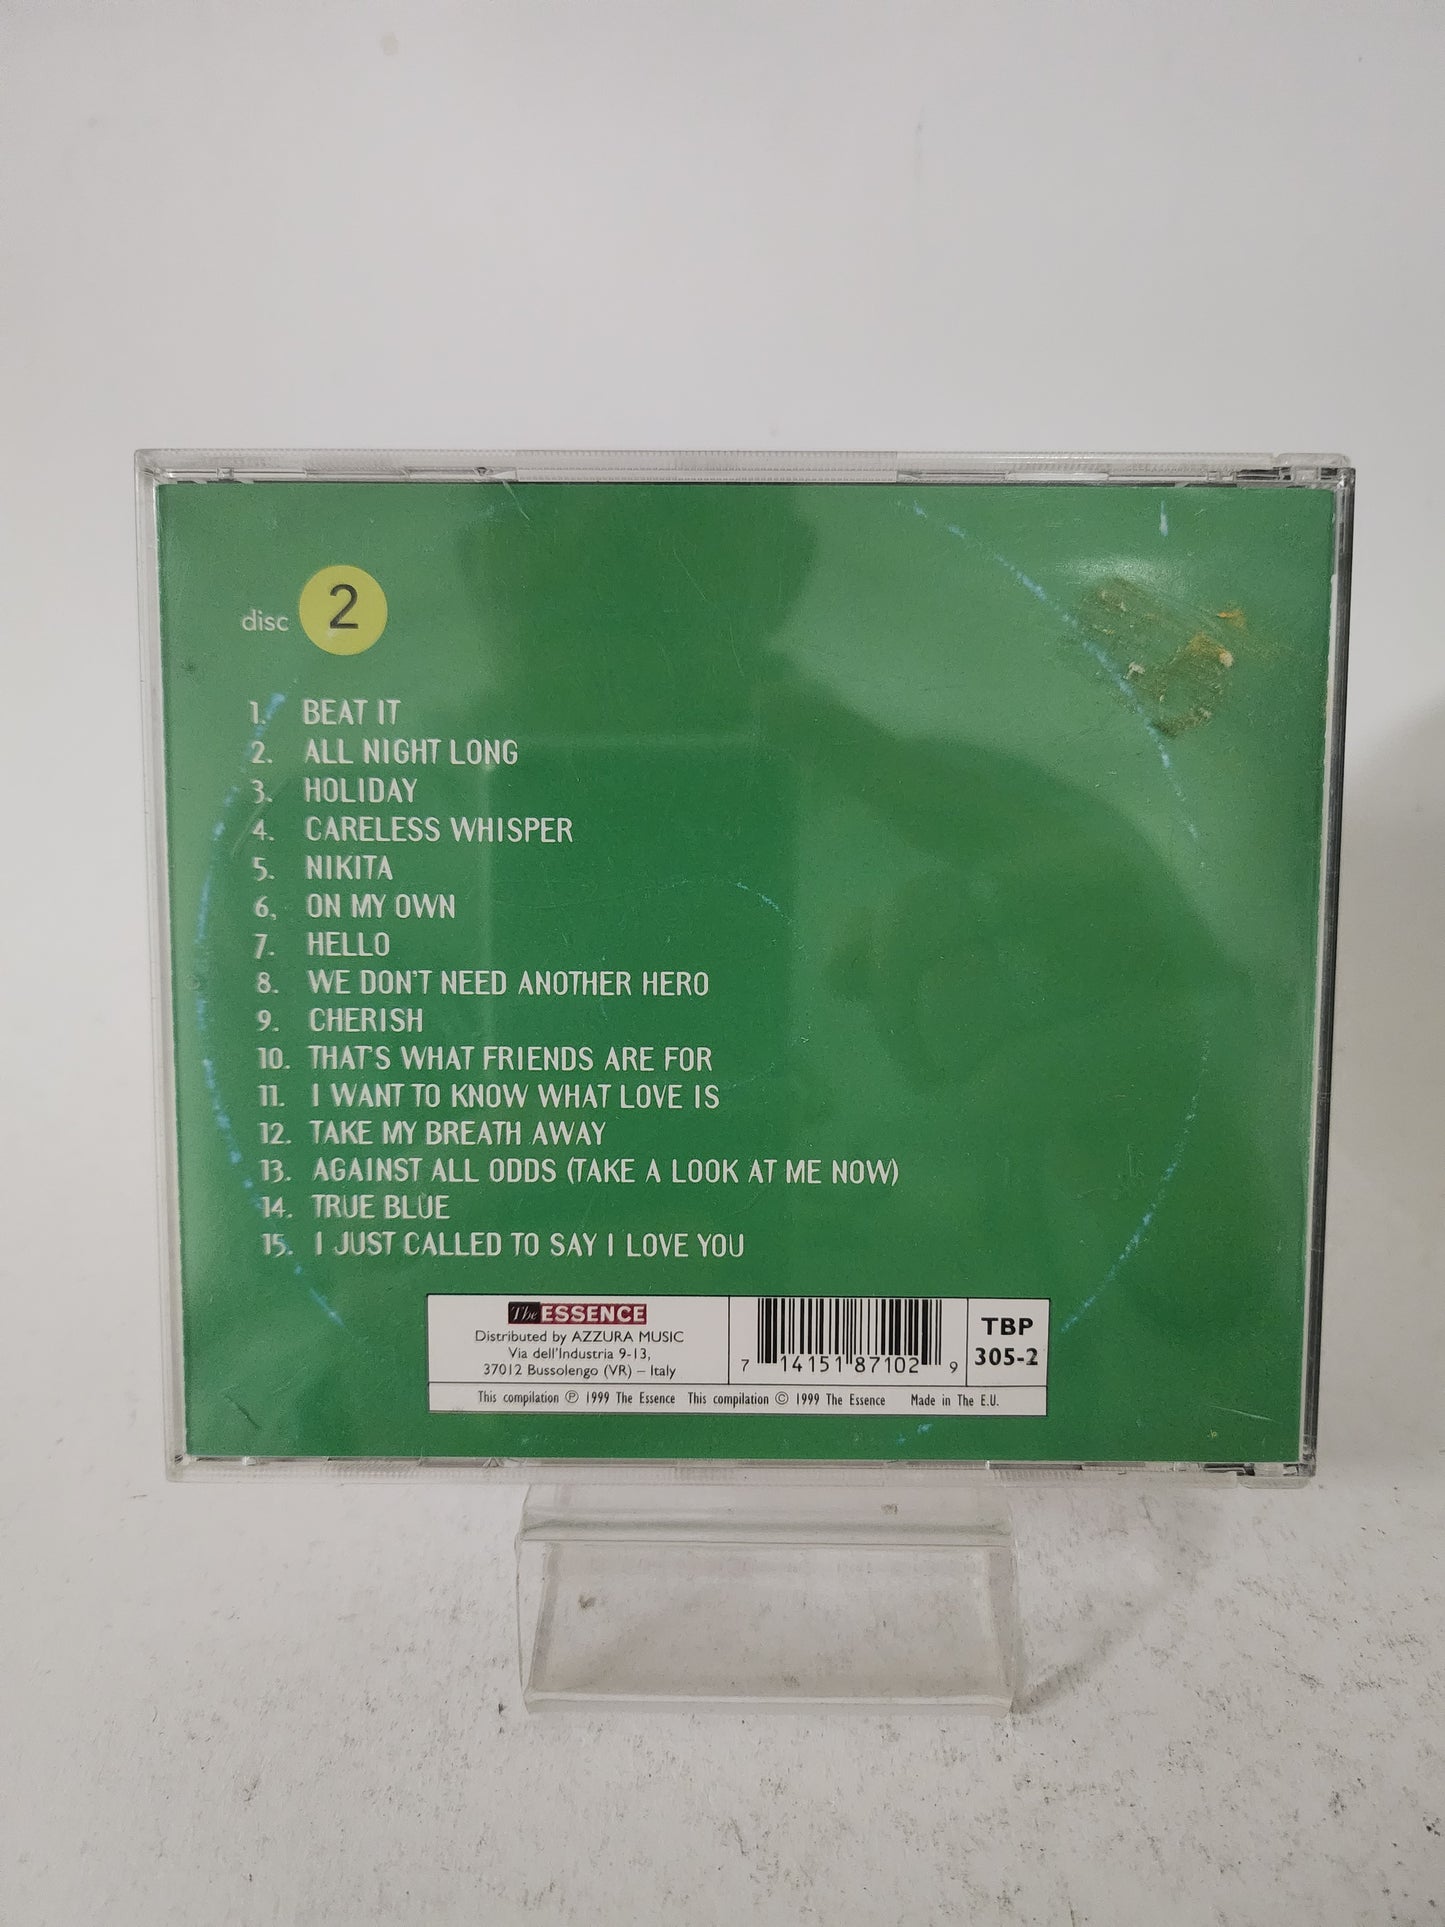 disc 2
1. BEAT IT
2. ALL NIGHT LONG
3. HOLIDAY
4. CARELESS WHISPER
5. NIKITA
6. ON MY OWN
7. HELLO
8. WE DON'T NEED ANOTHER HERO
9. CHERISH
10. THAT'S WHAT FRIENDS ARE FOR
11. I WANT TO KNOW WHAT LOVE IS
12. TAKE MY BREATH AWAY
13. AGAINST ALL ODDS (TAKE A LOOK AT ME NOW)
14. TRUE BLUE
15. I JUST CALLED TO SAY I LOVE YOU
The ESSENCE
Distributed by AZZURA MUSIC
Via dell'Industria 9-13,
37012 Bussolengo (VR) – Italy
7 14151 87102 9
TBP
305-2
This compilation ℗ 1999 The Essence This compilation © 1999 The Essence Made in The E.U.